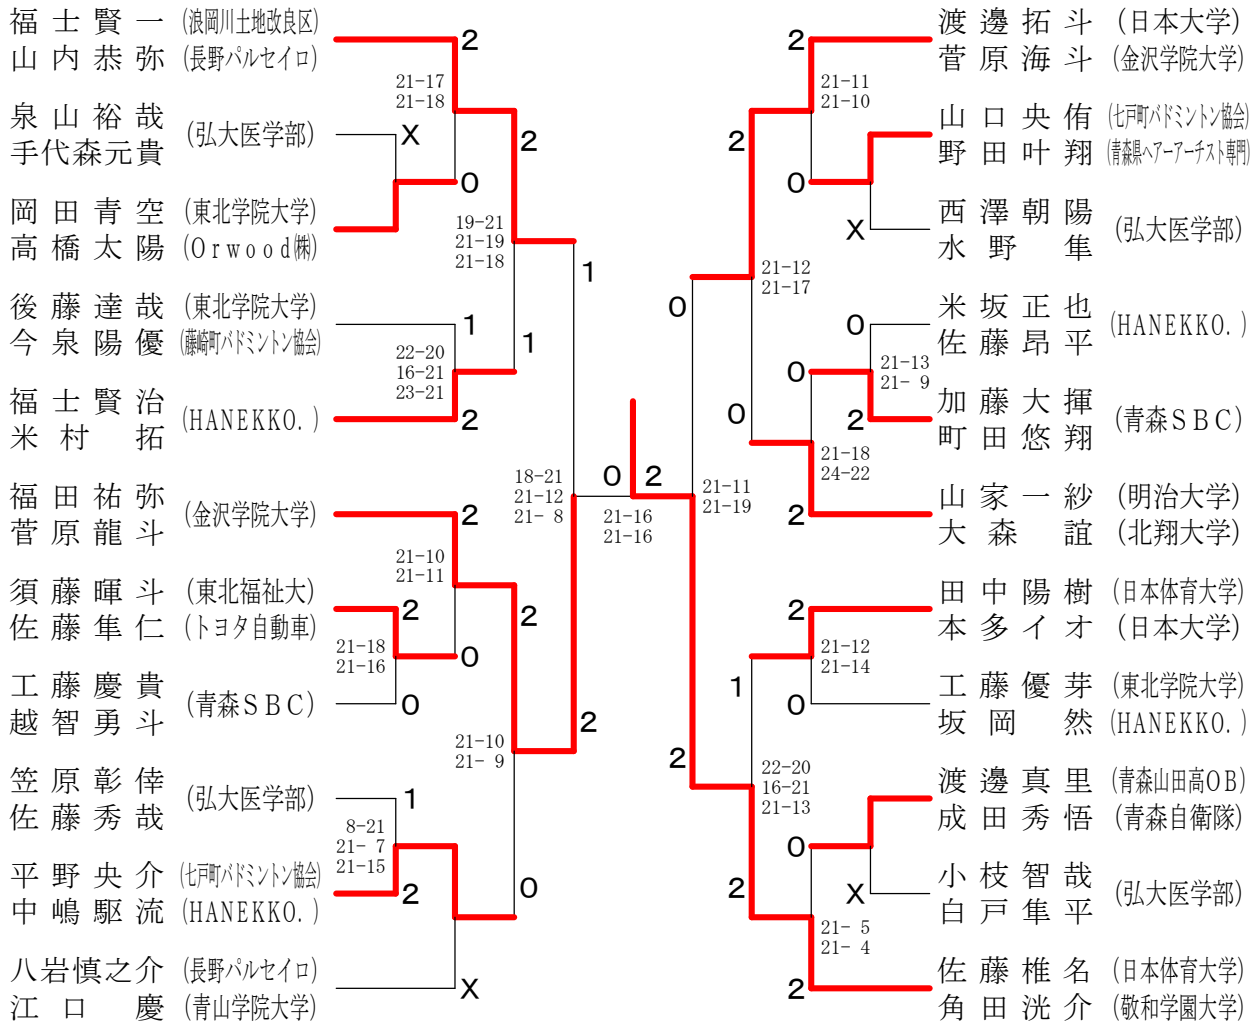 福士賢一 (浪岡川土地改良区)
山内恭弥 (長野パルセイロ)
泉山裕哉
手代森元貴
(弘大医学部)
岡田青空 (東北学院大学)
高橋太陽 (Orwood㈱)
後藤達哉 (東北学院大学)
今泉陽優 (藤崎町バドミントン協会)
福士賢治
米村拓
(HANEKKO.)
福田祐弥
菅原龍斗
(金沢学院大学)
須藤暉斗 (東北福祉大)
佐藤隼仁 (トヨタ自動車)
工藤慶貴
越智勇斗
(青森SBC)
笠原彰倖
佐藤秀哉
(弘大医学部)
平野央介 (七戸町バドミントン協会)
中嶋駆流 (HANEKKO.)
八岩慎之介 (長野パルセイロ)
江口慶 (青山学院大学)
2
21-17
21-18
X
0
2
19-21
21-19
21-18
1
22-20
16-21
23-21
2
1
1
18-21
21-12
21- 8
2
21-10
21-11
2
21-18
21-16
0
0
2
21-10
21- 9
2
1
8-21
21- 7
21-15
2
0
X
0
2
21-16
21-16
渡邊拓斗 (日本大学)
菅原海斗 (金沢学院大学)
山口央侑 (七戸町バドミントン協会)
野田叶翔 (青森県ヘアーアーチスト専門)
西澤朝陽
水野隼
(弘大医学部)
米坂正也
佐藤昂平
(HANEKKO.)
加藤大揮
町田悠翔
(青森SBC)
山家一紗 (明治大学)
大森誼 (北翔大学)
田中陽樹 (日本体育大学)
本多イオ (日本大学)
工藤優芽 (東北学院大学)
坂岡然 (HANEKKO.)
渡邊真里 (青森山田高OB)
成田秀悟 (青森自衛隊)
小枝智哉
白戸隼平
(弘大医学部)
佐藤椎名 (日本体育大学)
角田洸介 (敬和学園大学)
2
21-11
21-10
2
0
X
21-12
21-17
0
0
21-13
21- 9
0
2
0
21-18
24-22
2
21-11
21-19
2
21-12
21-14
1
0
2
22-20
16-21
21-13
0
X
2
21- 5
21- 4
2